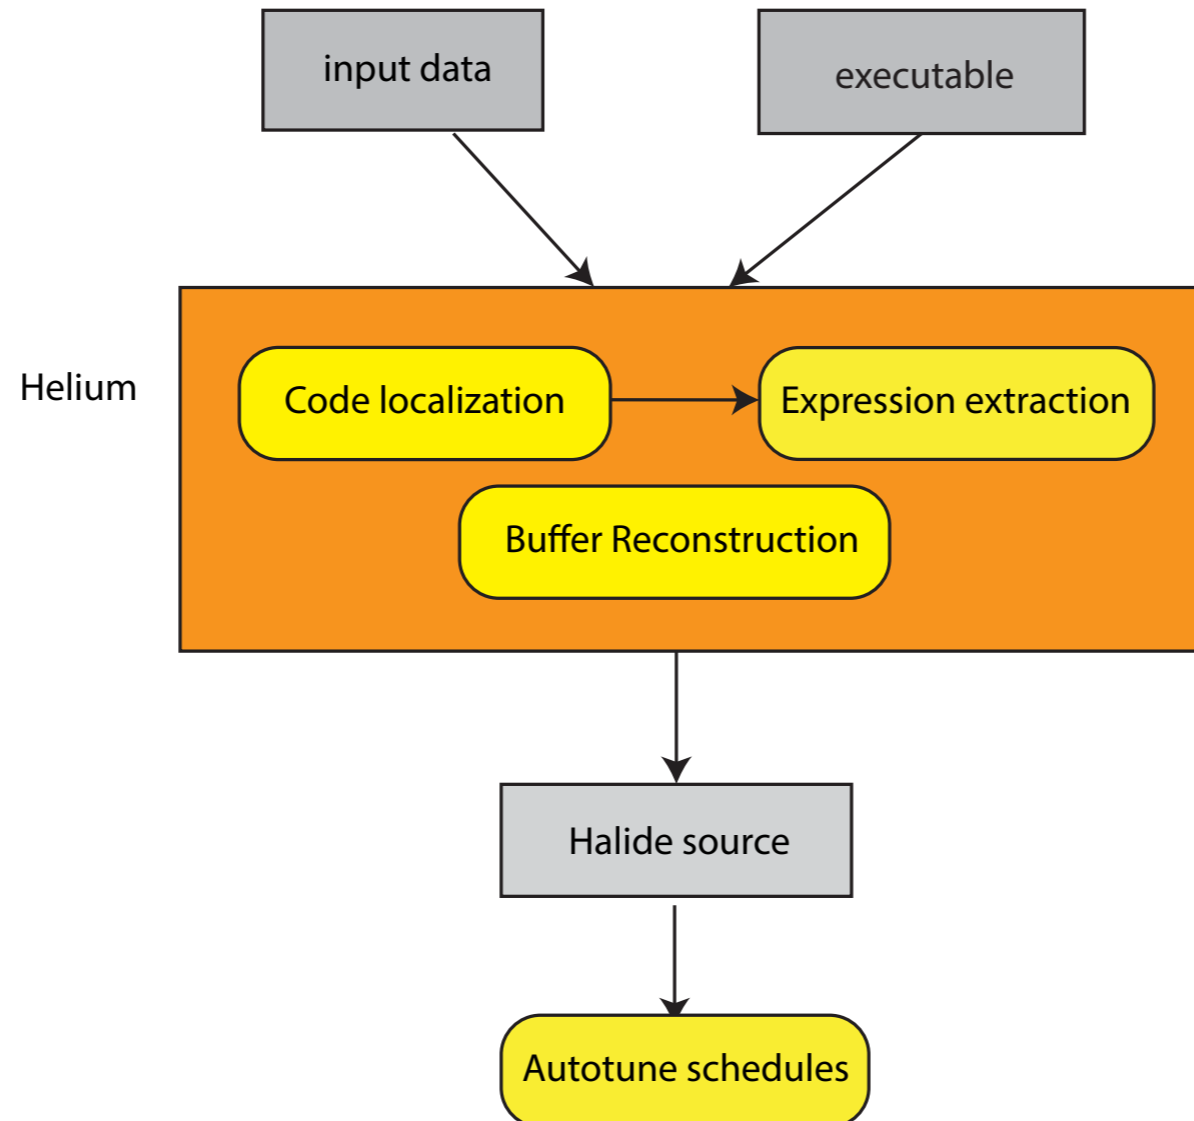 input data
executable
Helium
Code localization
Expression extraction
Buffer Reconstruction
Halide source
Autotune schedules